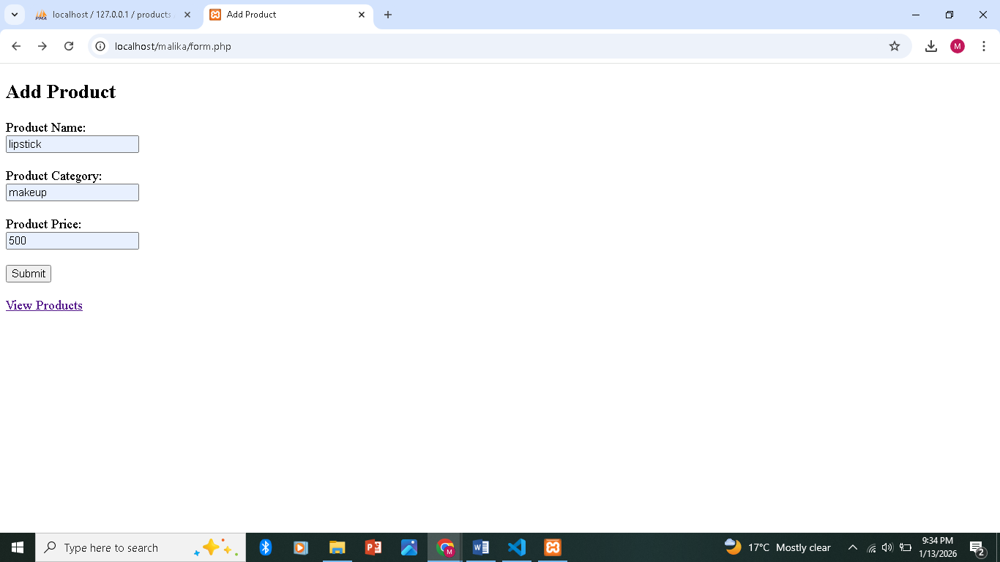 localhost / 127.0.0.1 / products
Add Product
localhost/malika/form.php
M
Add Product
Product Name:
lipstick
Product Category:
makeup
Product Price:
500
Submit
View Products
Type here to search
17°C Mostly clear
9:34 PM
1/13/2026
2